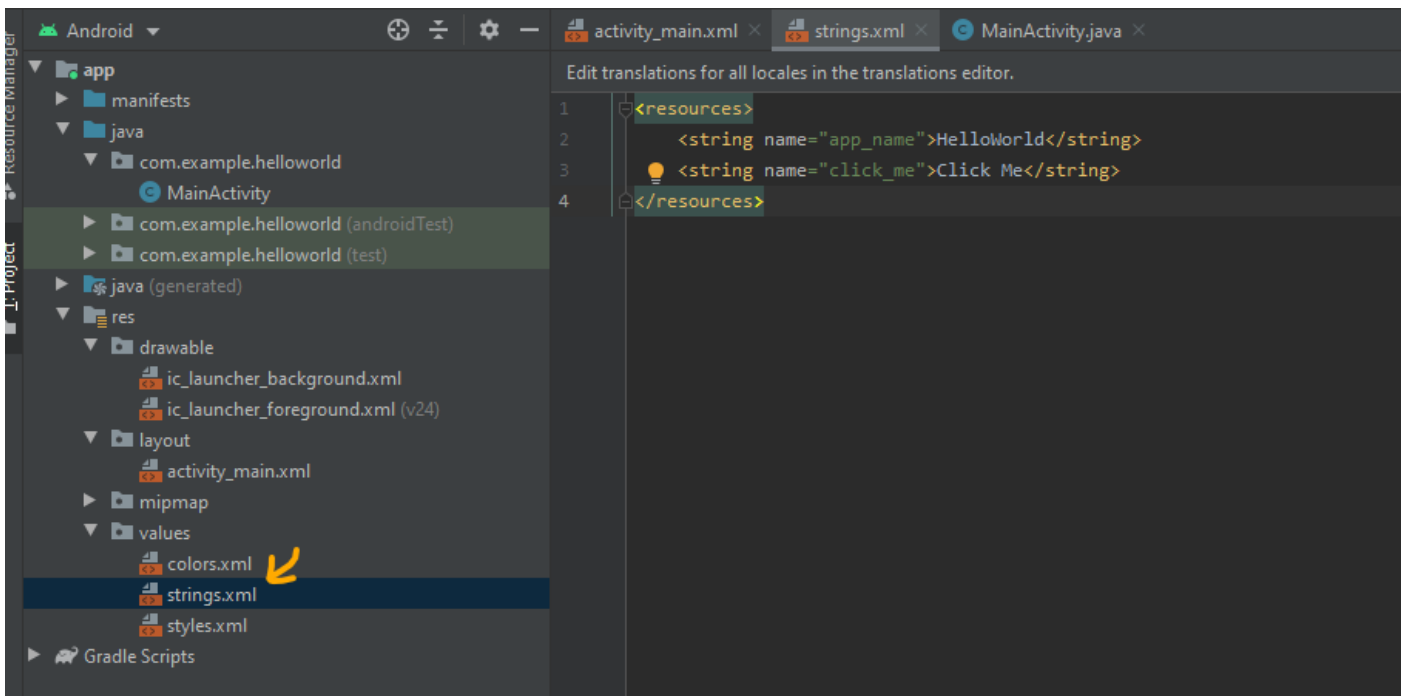 Android
activity_main.xml
strings.xml
MainActivity.java
Resource Manager
1: Project
app
manifests
java
com.example.helloworld
MainActivity
com.example.helloworld (androidTest)
com.example.helloworld (test)
java (generated)
res
drawable
ic_launcher_background.xml
ic_launcher_foreground.xml (v24)
layout
activity_main.xml
mipmap
values
colors.xml
strings.xml
styles.xml
Gradle Scripts
Edit translations for all locales in the translations editor.
1 <resources>
2 <string name="app_name">HelloWorld</string>
3 <string name="click_me">Click Me</string>
4 </resources>